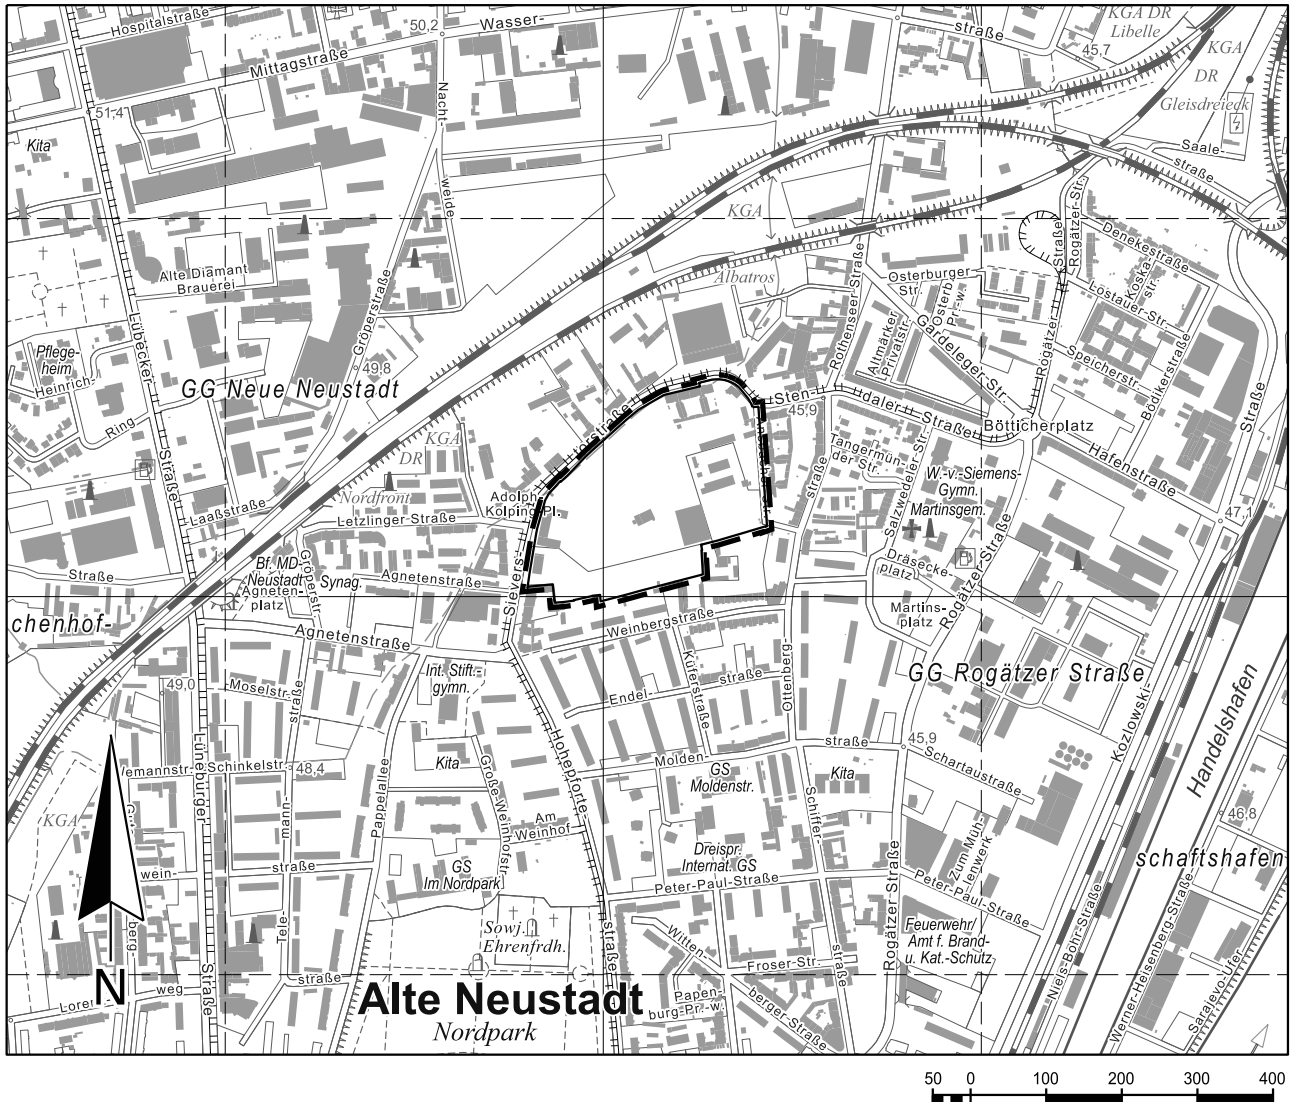 Hospitalstraße
50,2
Wasser-
straße
KGA DR
Libelle
45,7
KGA
DR
Gleisdreieck
Mittagstraße
51,4
Nacht-
weide
Kita
Saale-
straße
KGA
Rogätzer-Str.
Denekestraße
Alte Diamant
Brauerei
Albatros
Osterburger
Str.
Straße
Koska-
str.
Lostauer-Str.
Gröperstraße
Rothenseer Straße
Altmärker
Privatstr.
Osterb.
Pr.-w.
Gardeleger-Str.
Rogätzer
Speicherstr.
Bödikerstraße
Lübecker
Pflege-
heim
Heinrich-
49,8
GG Neue Neustadt
Ring
Straße
Sten-
45,9
daler
Straße
Bötticherplatz
Hafenstraße
Straße
KGA
DR
Nordfront
torstraße
Adolph-
Kolping-Pl.
Tangermün-
der Str.
straße
Salzwedeler-Str.
W.-v.-Siemens-
Gymn.
Martinsgem.
47,1
Laaßstraße
Letzlinger-Straße
Straße
Bf. MD-
Neustadt
Agneten-
platz
Gröperstr.
Synag.
Agnetenstraße
Sievers-
Dräsecke-
platz
Rogätzer-Straße
chenhof-
Agnetenstraße
Weinbergstraße
Martins-
platz
Int. Stift.-
gymn.
Küferstraße
Endel-
straße
Ottenberg-
GG Rogätzer Straße
49,0
Moselstr.
straße
Hohepforte-
Molden-
straße
45,9
Schartaustraße
Kozlowski-
Handelshafen
Lüneburger
Schinkelstr.
48,4
Kita
GS
Moldenstr.
Kita
Pappelallee
Große-Weinhofstr.
KGA
mann-
Am
Weinhof
Schiffer-
46,8
schaftshafen
wein-
straße
GS
Im Nordpark
Dreispr.
Internat. GS
Peter-Paul-Straße
Zum Müh-
lenwerk
Peter-Paul-Straße
Sowj.
Ehrenfrdh.
straße
Witten-
berger-Straße
Rogätzer-Straße
Feuerwehr/
Amt f. Brand-
u. Kat.-Schutz
berg
Tele-
straße
Straße
Froser-Str.
straße
Niels-Bohr-Straße
Werner-Heisenberg-Straße
Sarajevo-Ufer
N
weg
Alte Neustadt
Nordpark
Papen-
burg-Pr.-w.
50 0 100 200 300 400